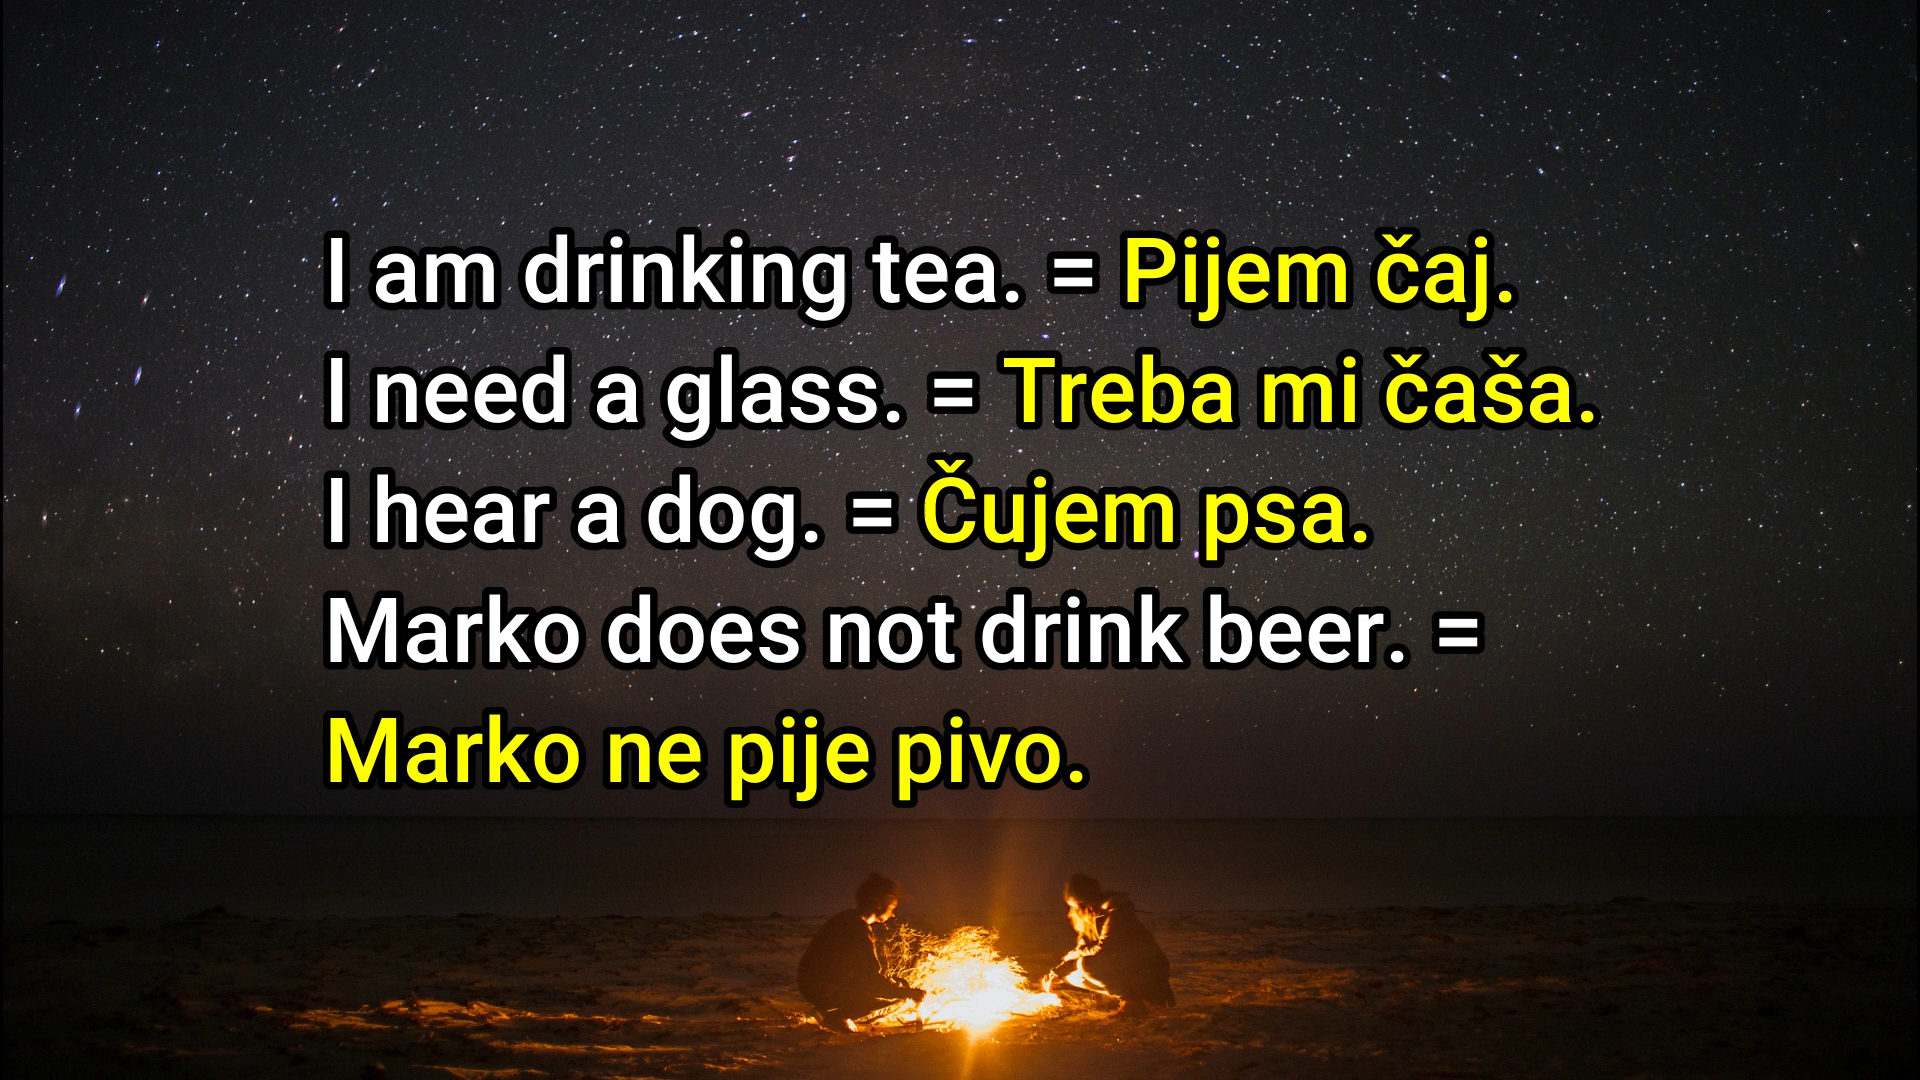 I am drinking tea. = Pijem čaj.
I need a glass. = Treba mi čaša.
I hear a dog. = Čujem psa.
Marko does not drink beer. =
Marko ne pije pivo.